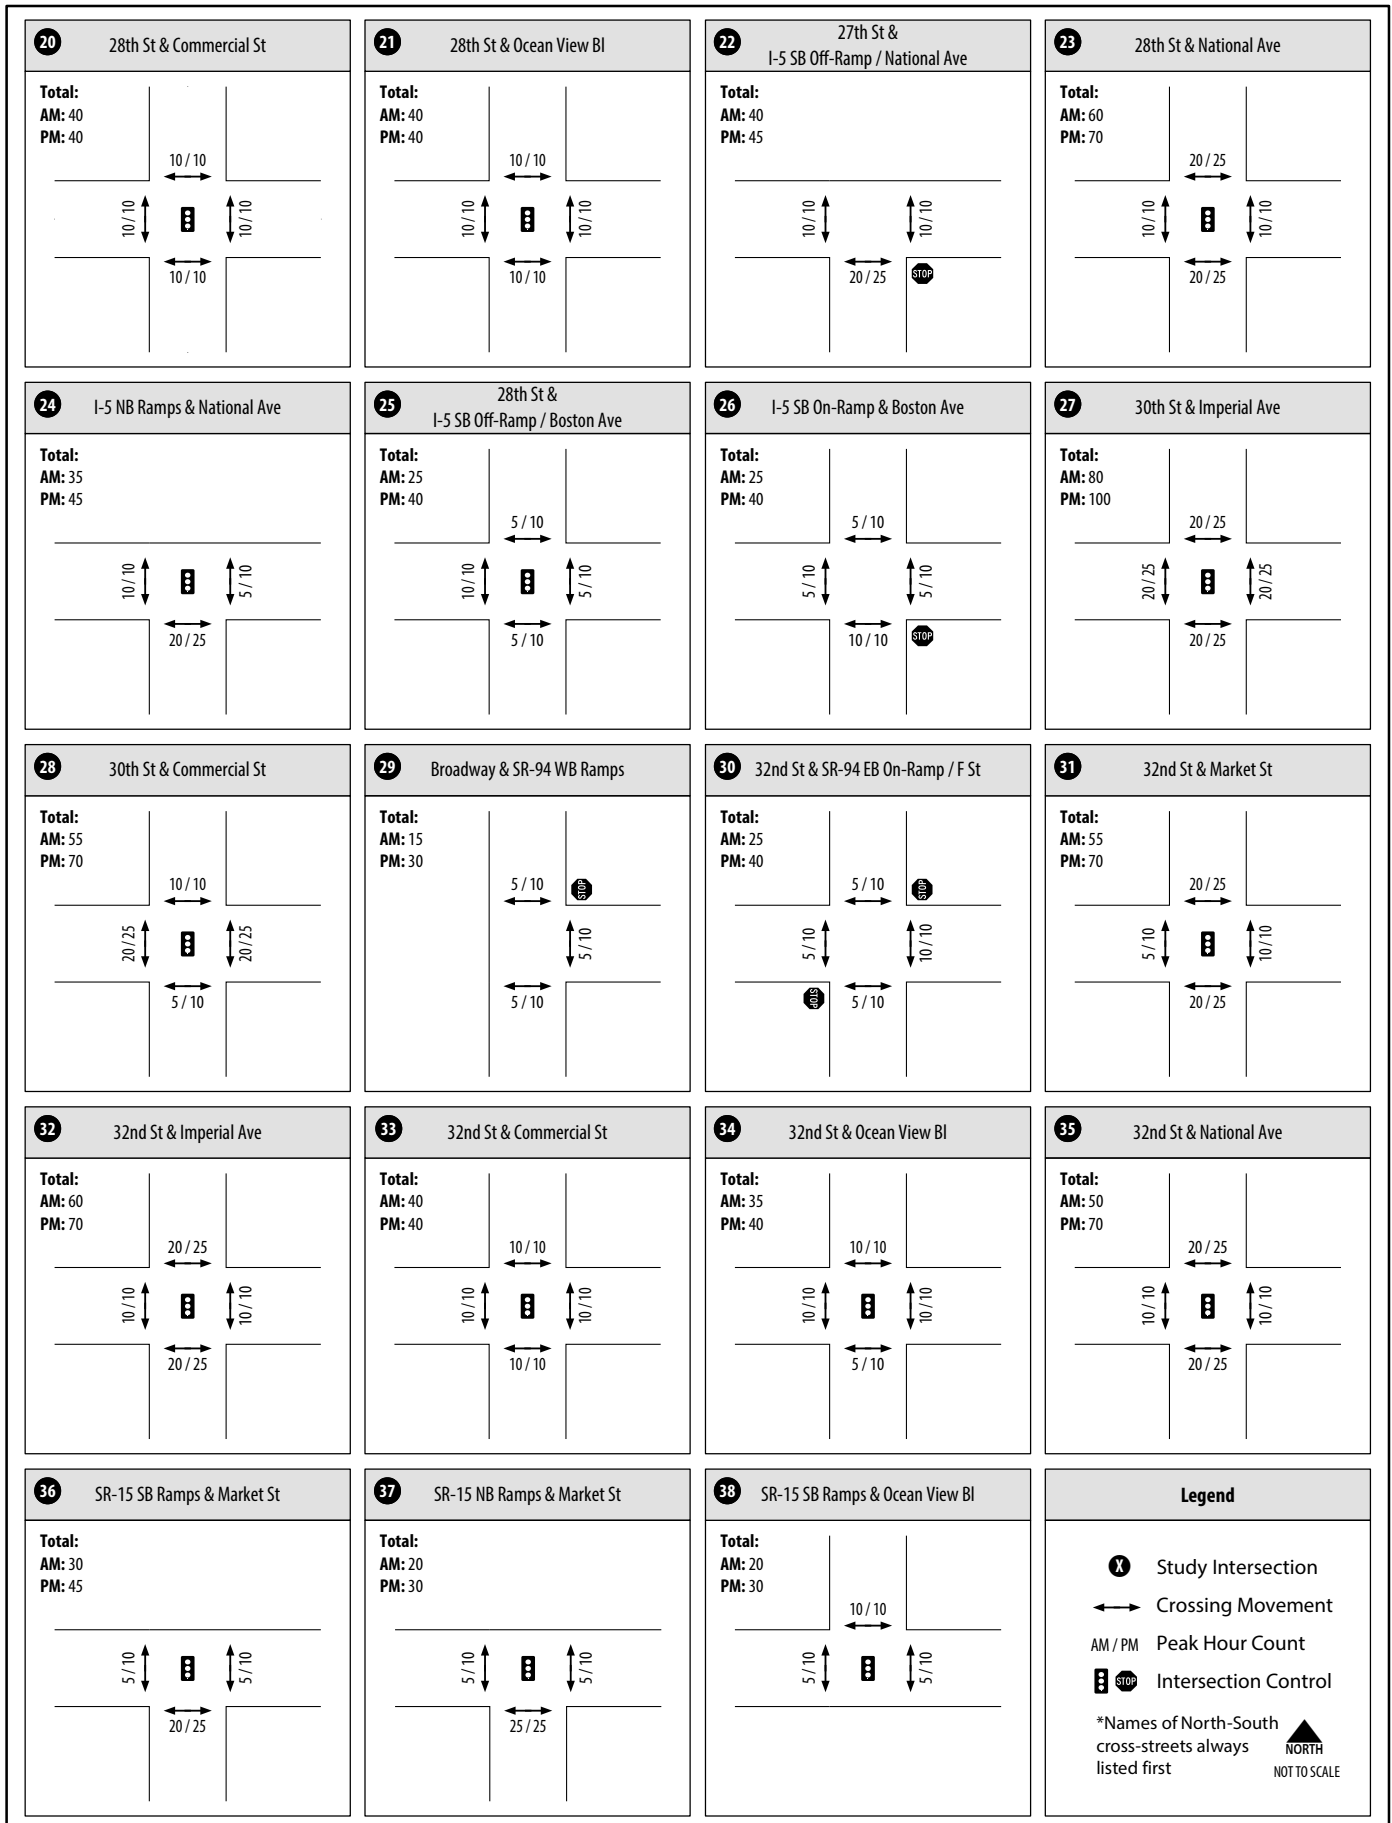 20 28th St & Commercial St
Total:
AM: 40
PM: 40
10 / 10
10 / 10
10 / 10
10 / 10
21 28th St & Ocean View Bl
Total:
AM: 40
PM: 40
10 / 10
10 / 10
10 / 10
10 / 10
22 27th St &
I-5 SB Off-Ramp / National Ave
Total:
AM: 40
PM: 45
10 / 10
10 / 10
20 / 25
STOP
23 28th St & National Ave
Total:
AM: 60
PM: 70
20 / 25
10 / 10
10 / 10
20 / 25
24 I-5 NB Ramps & National Ave
Total:
AM: 35
PM: 45
10 / 10
5 / 10
20 / 25
25 28th St &
I-5 SB Off-Ramp / Boston Ave
Total:
AM: 25
PM: 40
5 / 10
10 / 10
5 / 10
5 / 10
26 I-5 SB On-Ramp & Boston Ave
Total:
AM: 25
PM: 40
5 / 10
5 / 10
5 / 10
10 / 10
STOP
27 30th St & Imperial Ave
Total:
AM: 80
PM: 100
20 / 25
20 / 25
20 / 25
20 / 25
28 30th St & Commercial St
Total:
AM: 55
PM: 70
10 / 10
20 / 25
20 / 25
5 / 10
29 Broadway & SR-94 WB Ramps
Total:
AM: 15
PM: 30
5 / 10
STOP
5 / 10
5 / 10
30 32nd St & SR-94 EB On-Ramp / F St
Total:
AM: 25
PM: 40
5 / 10
STOP
5 / 10
10 / 10
STOP
5 / 10
31 32nd St & Market St
Total:
AM: 55
PM: 70
20 / 25
5 / 10
10 / 10
20 / 25
32 32nd St & Imperial Ave
Total:
AM: 60
PM: 70
20 / 25
10 / 10
10 / 10
20 / 25
33 32nd St & Commercial St
Total:
AM: 40
PM: 40
10 / 10
10 / 10
10 / 10
10 / 10
34 32nd St & Ocean View Bl
Total:
AM: 35
PM: 40
10 / 10
10 / 10
10 / 10
5 / 10
35 32nd St & National Ave
Total:
AM: 50
PM: 70
20 / 25
10 / 10
10 / 10
20 / 25
36 SR-15 SB Ramps & Market St
Total:
AM: 30
PM: 45
5 / 10
5 / 10
20 / 25
37 SR-15 NB Ramps & Market St
Total:
AM: 20
PM: 30
5 / 10
5 / 10
25 / 25
38 SR-15 SB Ramps & Ocean View Bl
Total:
AM: 20
PM: 30
10 / 10
5 / 10
5 / 10
Legend
X Study Intersection
Crossing Movement
AM / PM Peak Hour Count
STOP Intersection Control
*Names of North-South
cross-streets always
listed first
NORTH
NOT TO SCALE